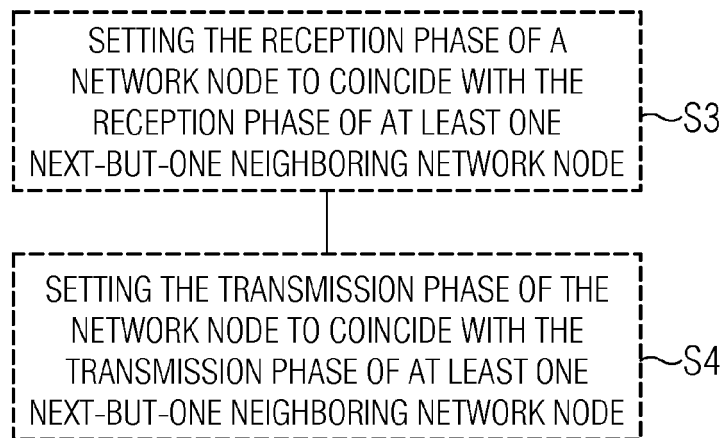 SETTING THE RECEPTION PHASE OF A
NETWORK NODE TO COINCIDE WITH THE
RECEPTION PHASE OF AT LEAST ONE
NEXT-BUT-ONE NEIGHBORING NETWORK NODE
S3
SETTING THE TRANSMISSION PHASE OF THE
NETWORK NODE TO COINCIDE WITH THE
TRANSMISSION PHASE OF AT LEAST ONE
NEXT-BUT-ONE NEIGHBORING NETWORK NODE
S4